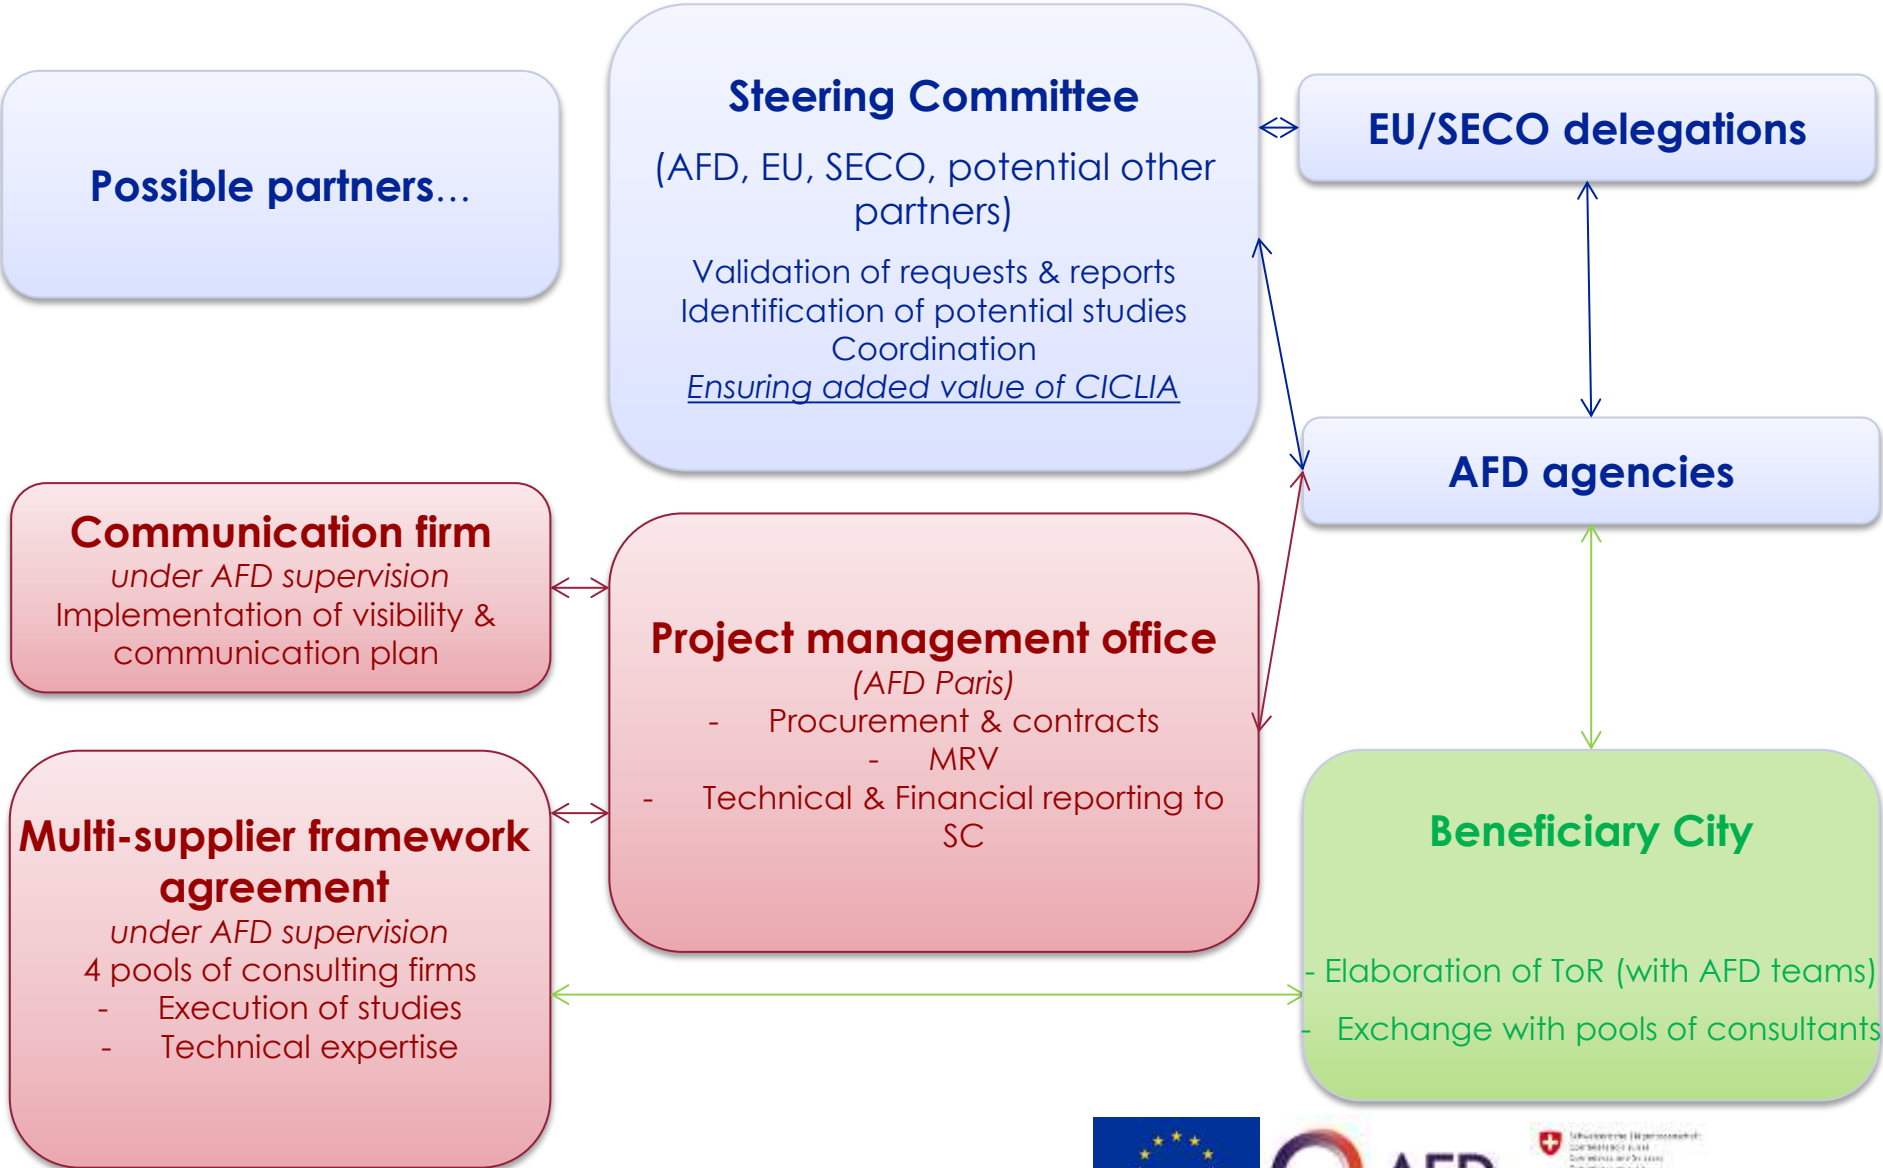 Possible partners...
Steering Committee
(AFD, EU, SECO, potential other
partners)
Validation of requests & reports
Identification of potential studies
Coordination
Ensuring added value of CICLIA
EU/SECO delegations
AFD agencies
Communication firm
under AFD supervision
Implementation of visibility &
communication plan
Project management office
(AFD Paris)
- Procurement & contracts
- MRV
- Technical & Financial reporting to
SC
Multi-supplier framework
agreement
under AFD supervision
4 pools of consulting firms
- Execution of studies
- Technical expertise
Beneficiary City
- Elaboration of ToR (with AFD teams)
- Exchange with pools of consultants
AFD